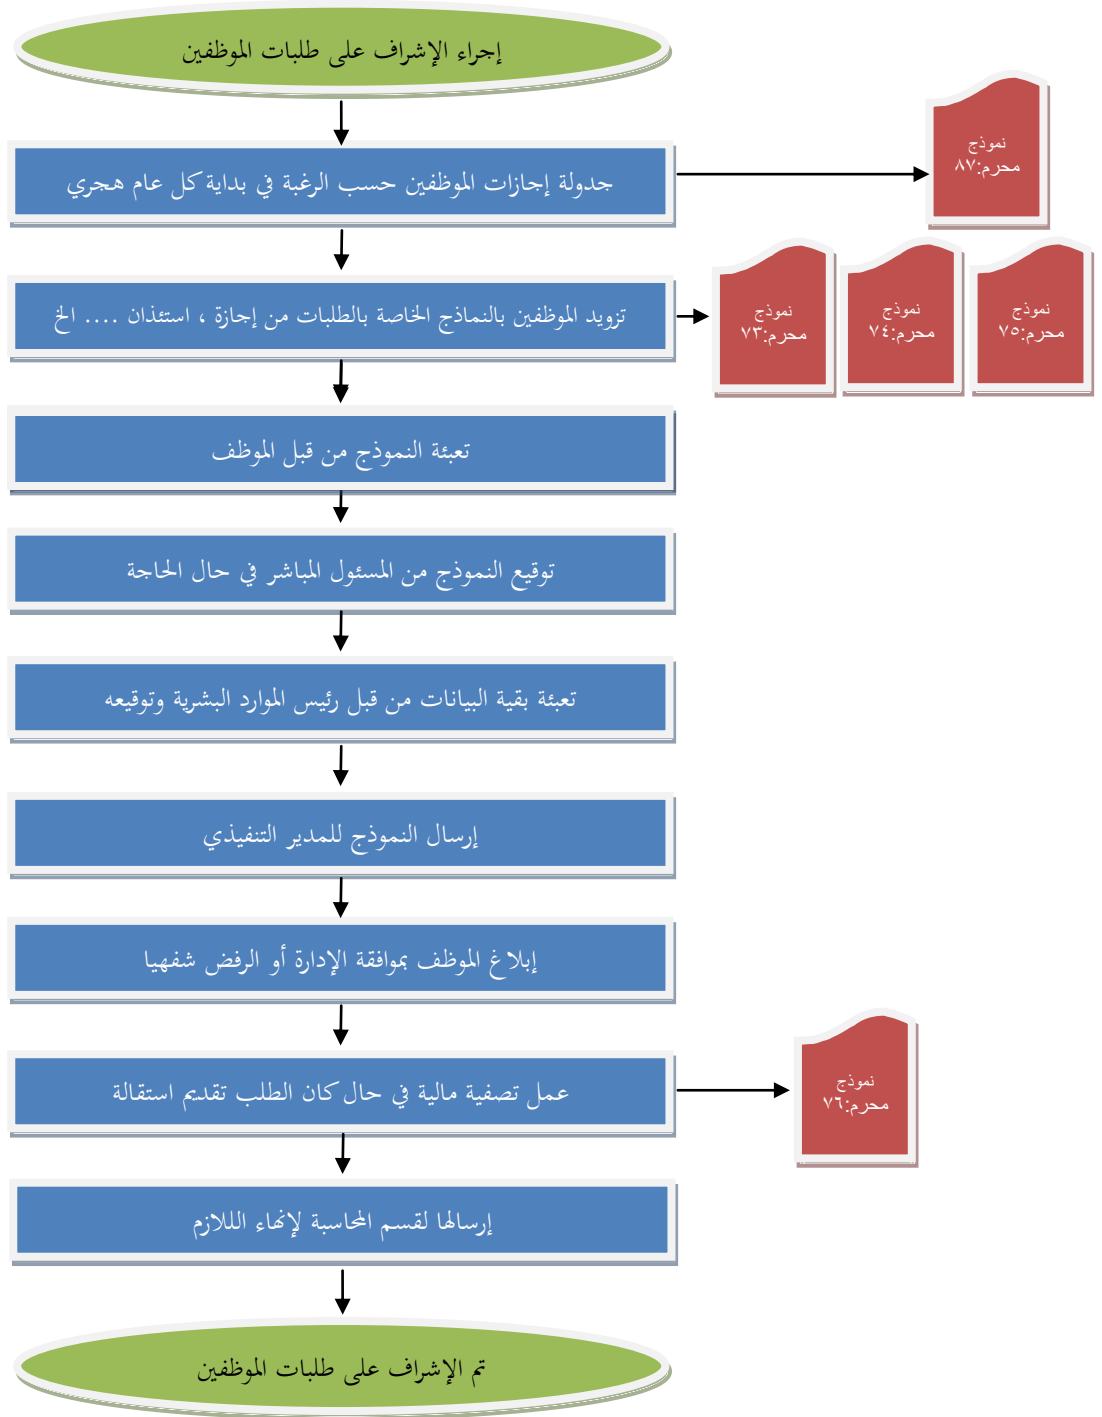 إجراء الإشراف على طلبات الموظفين
جدولة إجازات الموظفين حسب الرغبة في بداية كل عام هجري
نموذج
محرم:٨٧
تزويد الموظفين بالنماذج الخاصة بالطلبات من إجازة ، استئذان .... الخ
نموذج
محرم:٧٣
نموذج
محرم:٧٤
نموذج
محرم:٧٥
تعبئة النموذج من قبل الموظف
توقيع النموذج من المسئول المباشر في حال الحاجة
تعبئة بقية البيانات من قبل رئيس الموارد البشرية وتوقيعه
إرسال النموذج للمدير التنفيذي
إبلاغ الموظف بموافقة الإدارة أو الرفض شفهيا
عمل تصفية مالية في حال كان الطلب تقديم استقالة
نموذج
محرم:٧٦
إرسالها لقسم المحاسبة لإنهاء اللازم
تم الإشراف على طلبات الموظفين